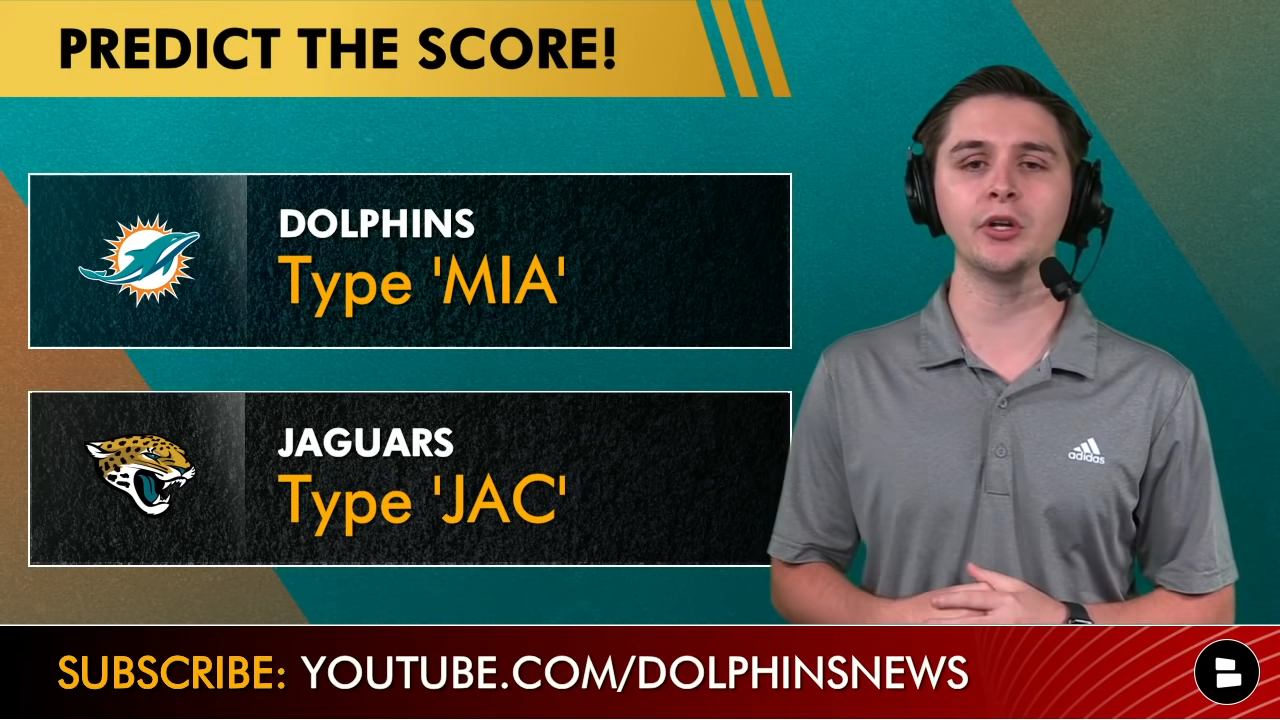 PREDICT THE SCORE!
DOLPHINS
Type 'MIA'
JAGUARS
Type 'JAC'
adidas
SUBSCRIBE: YOUTUBE.COM/DOLPHINSNEWS